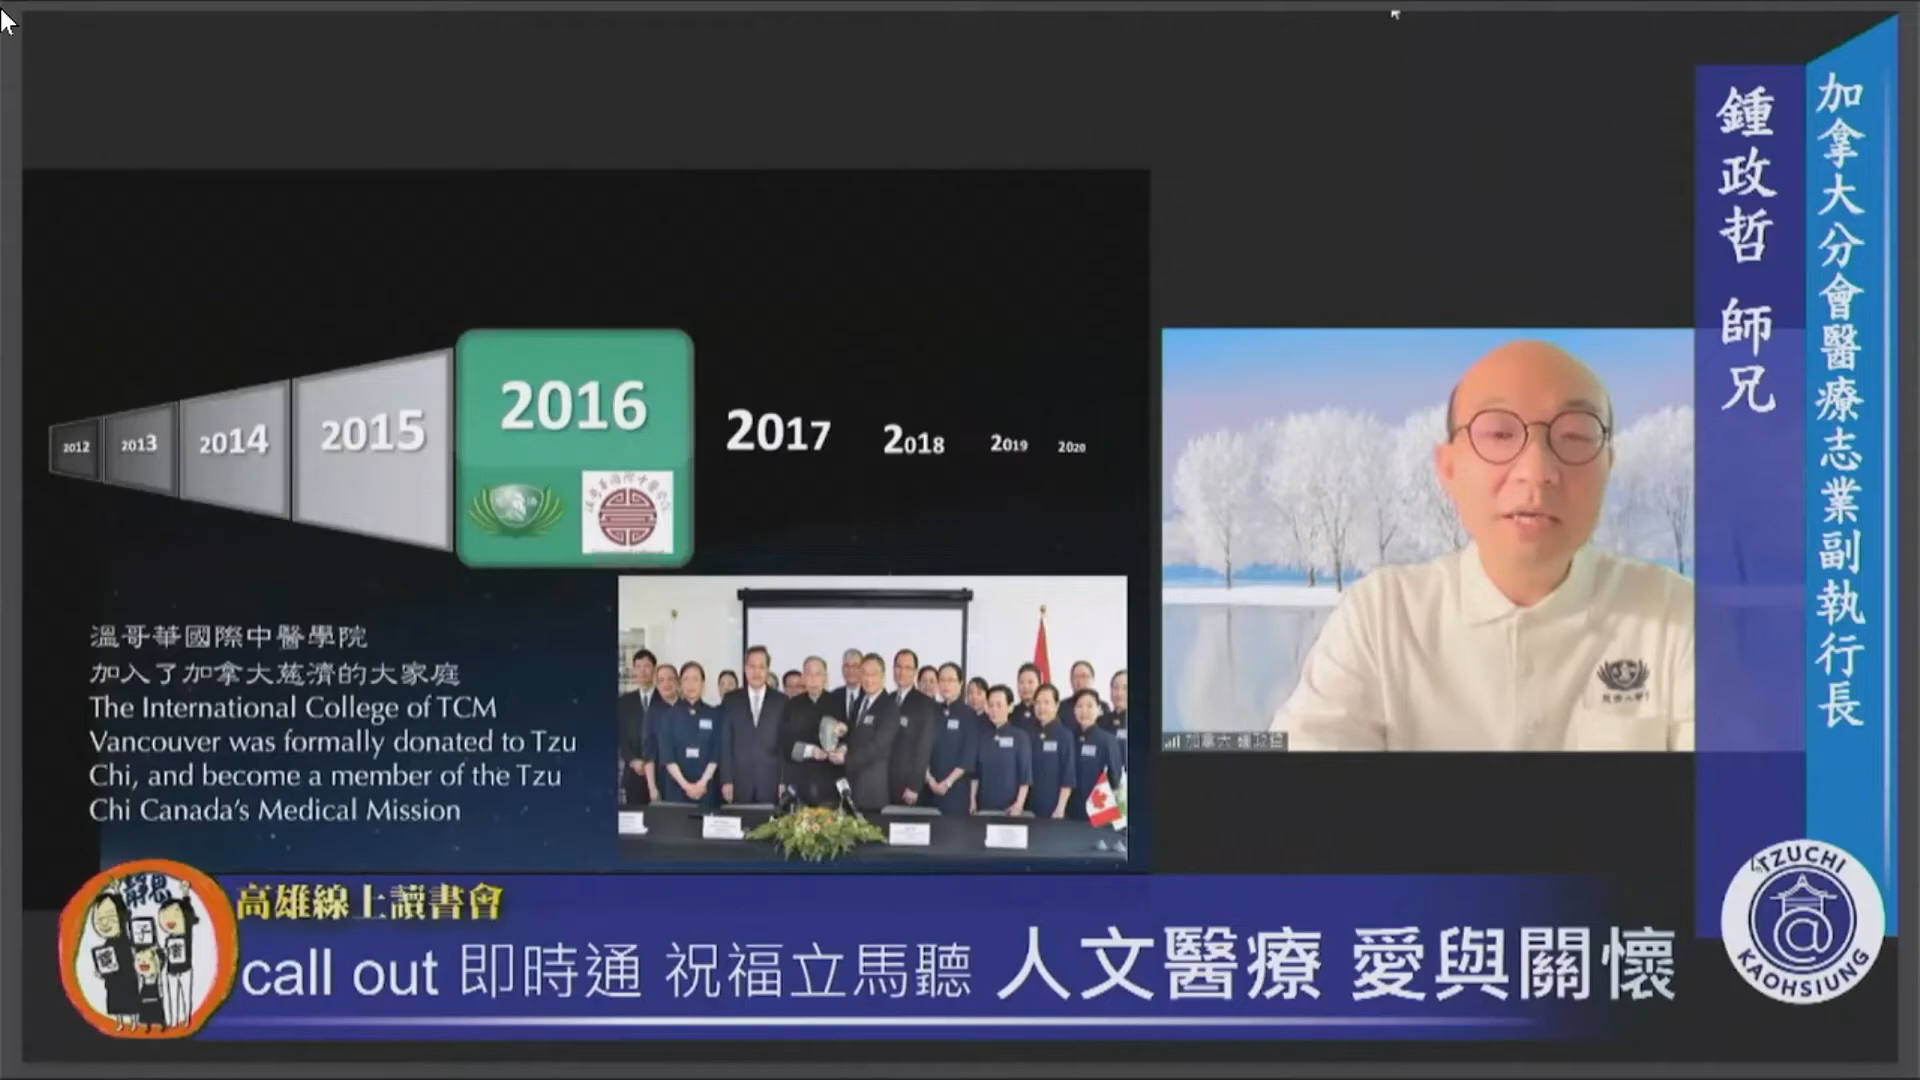 2012
2013
2014
2015
2016
2017
2018
2019
2020
溫哥華國際中醫學院
加入了加拿大慈濟的大家庭
The International College of TCM
Vancouver was formally donated to Tzu
Chi, and become a member of the Tzu
Chi Canada's Medical Mission
加拿大分會醫療志業副執行長
鍾政哲 師兄
靜思
高雄線上讀書會
call out 即時通 祝福立馬聽 人文醫療 愛與關懷
TZUCHI
@
KAOHSIUNG